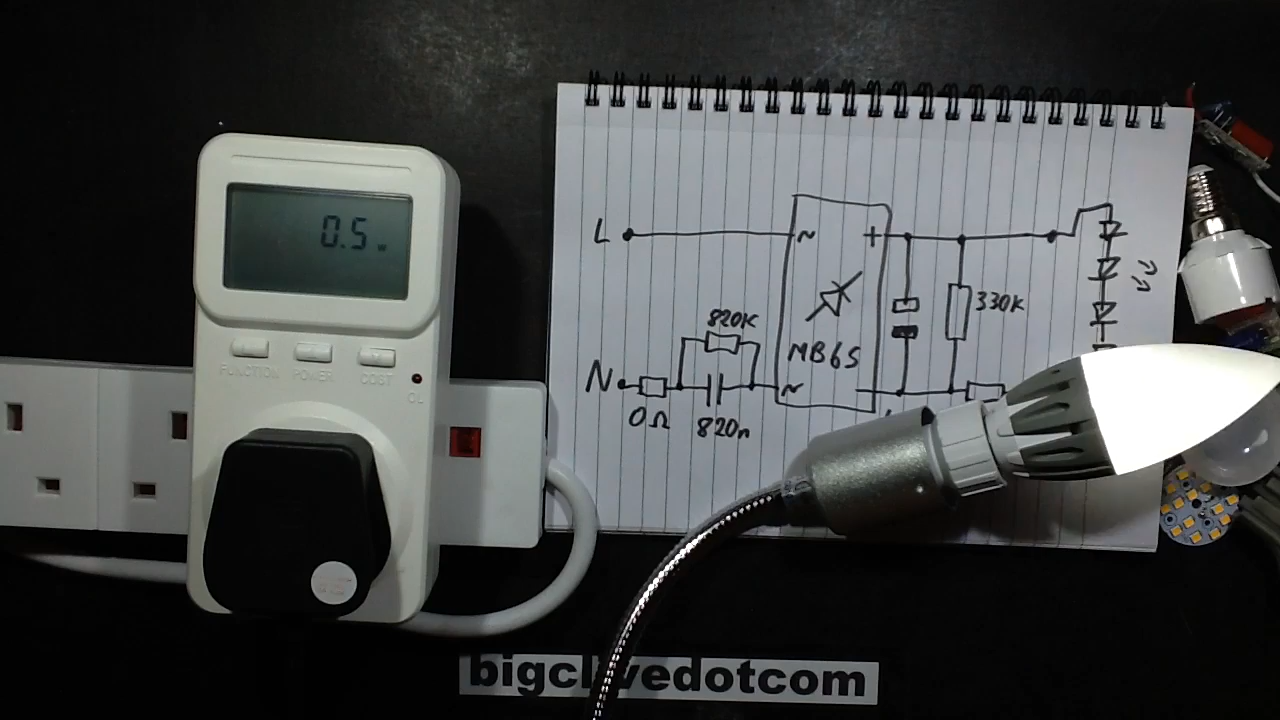 0.5 w
FUNCTION POWER COST
OL
L
~ +
330K
820K
MB6S
N
~ -
0Ω 820n
bigclivedotcom